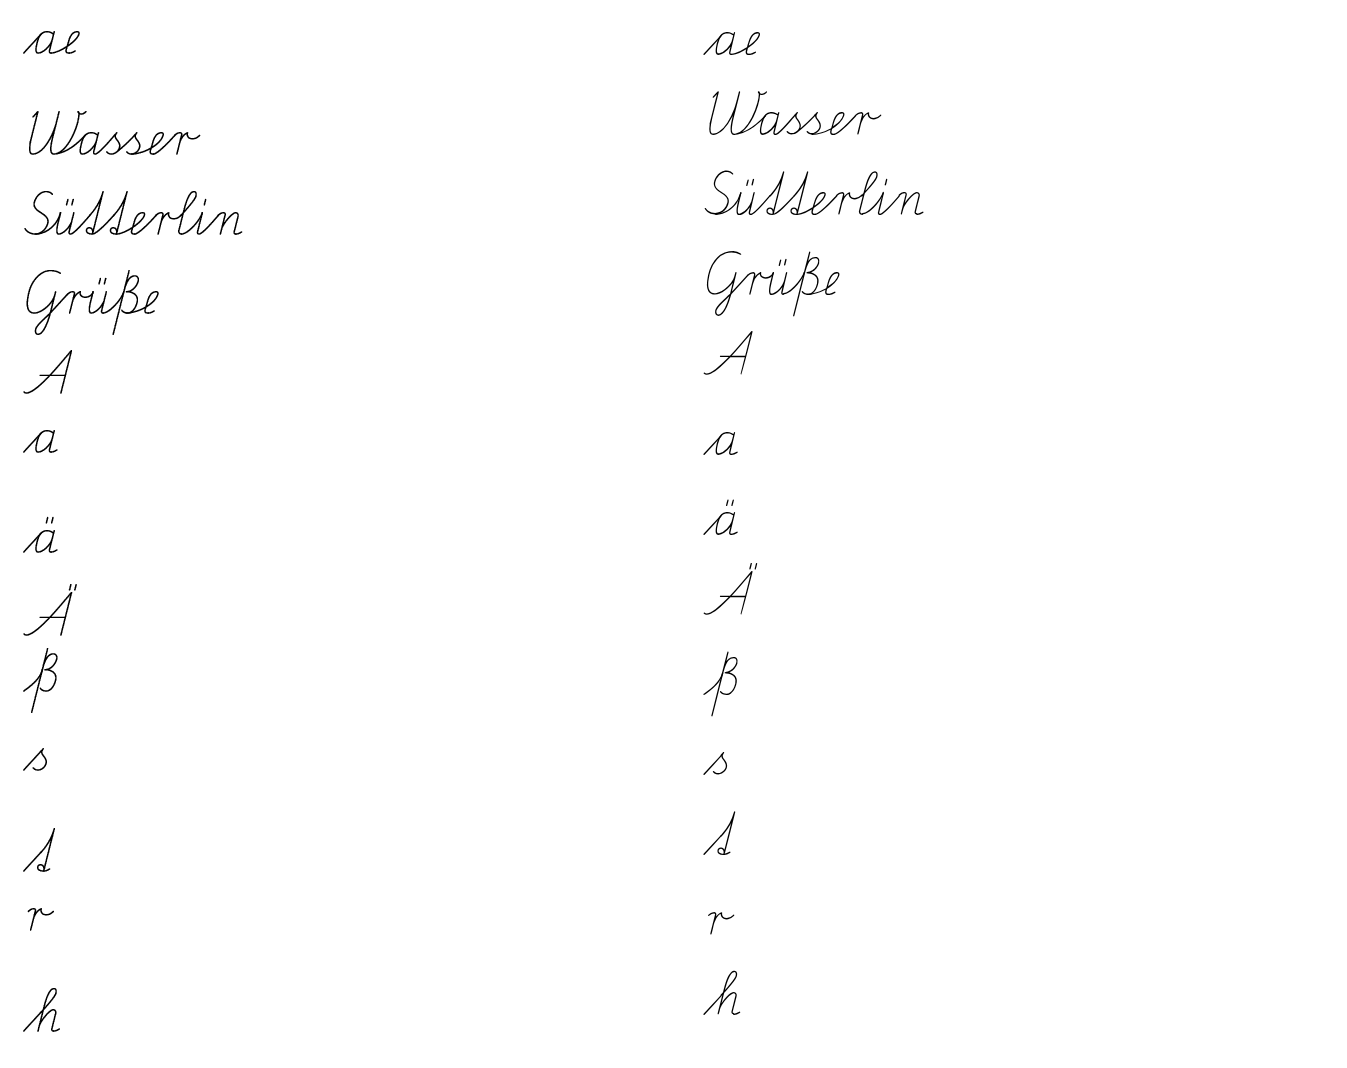 ae
Wasser
Sütterlin
Grüße
A
a
ä
Ä
ß
s
t
r
h
ae
Wasser
Sütterlin
Grüße
A
a
ä
Ä
ß
s
t
r
h